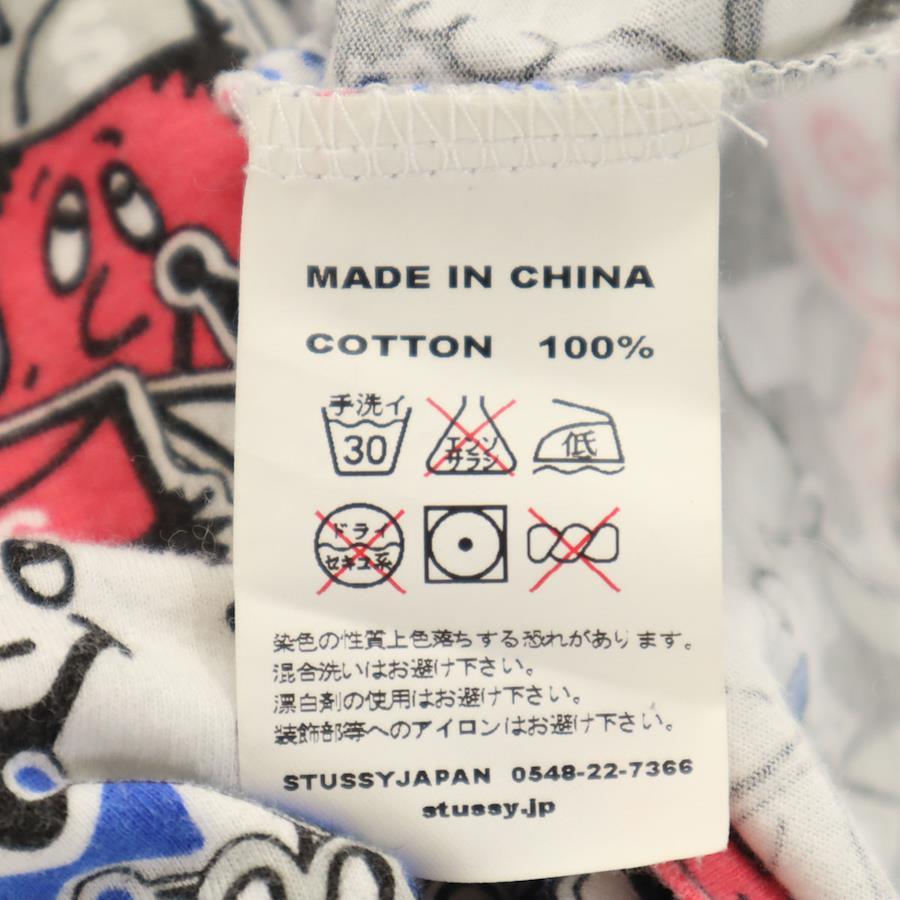 MADE IN CHINA
COTTON 100%
手洗イ
30
エンソ
サラシ
低
ドライ
セキユ系
染色の性質上色落ちする恐れがあります。
混合洗いはお避け下さい。
漂白剤の使用はお避け下さい。
装飾部等へのアイロンはお避け下さい。
STUSSYJAPAN 0548-22-7366
stussy.jp